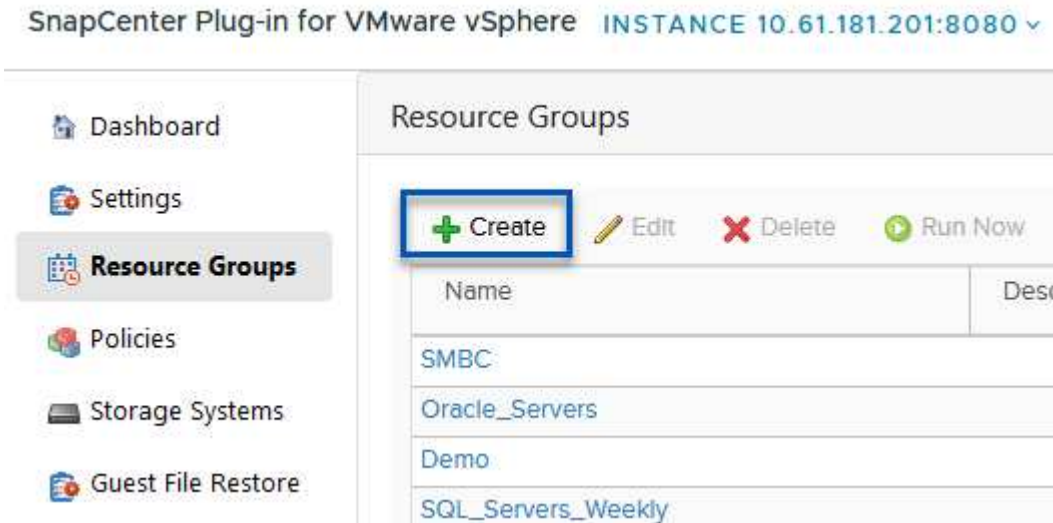 SnapCenter Plug-in for VMware vSphere INSTANCE 10.61.181.201:8080
Dashboard
Settings
Resource Groups
Policies
Storage Systems
Guest File Restore
Resource Groups
Create Edit Delete Run Now
Name Desc
SMBC
Oracle_Servers
Demo
SQL_Servers_Weekly